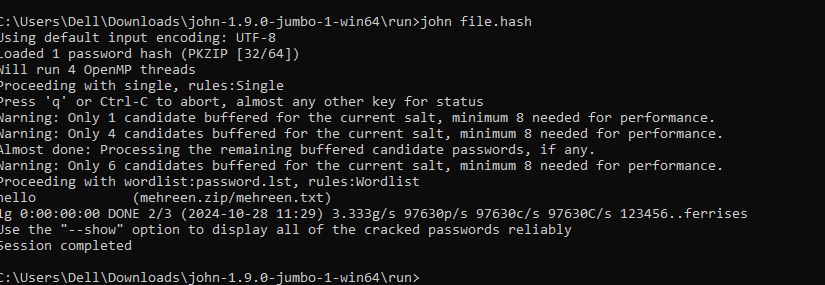 C:\Users\Dell\Downloads\john-1.9.0-jumbo-1-win64\run>john file.hash
Using default input encoding: UTF-8
Loaded 1 password hash (PKZIP [32/64])
Will run 4 OpenMP threads
Proceeding with single, rules:Single
Press 'q' or Ctrl-C to abort, almost any other key for status
Warning: Only 1 candidate buffered for the current salt, minimum 8 needed for performance.
Warning: Only 4 candidates buffered for the current salt, minimum 8 needed for performance.
Almost done: Processing the remaining buffered candidate passwords, if any.
Warning: Only 6 candidates buffered for the current salt, minimum 8 needed for performance.
Proceeding with wordlist:password.lst, rules:Wordlist
hello            (mehreen.zip/mehreen.txt)
1g 0:00:00:00 DONE 2/3 (2024-10-28 11:29) 3.333g/s 97630p/s 97630c/s 97630C/s 123456..ferrises
Use the "--show" option to display all of the cracked passwords reliably
Session completed
C:\Users\Dell\Downloads\john-1.9.0-jumbo-1-win64\run>